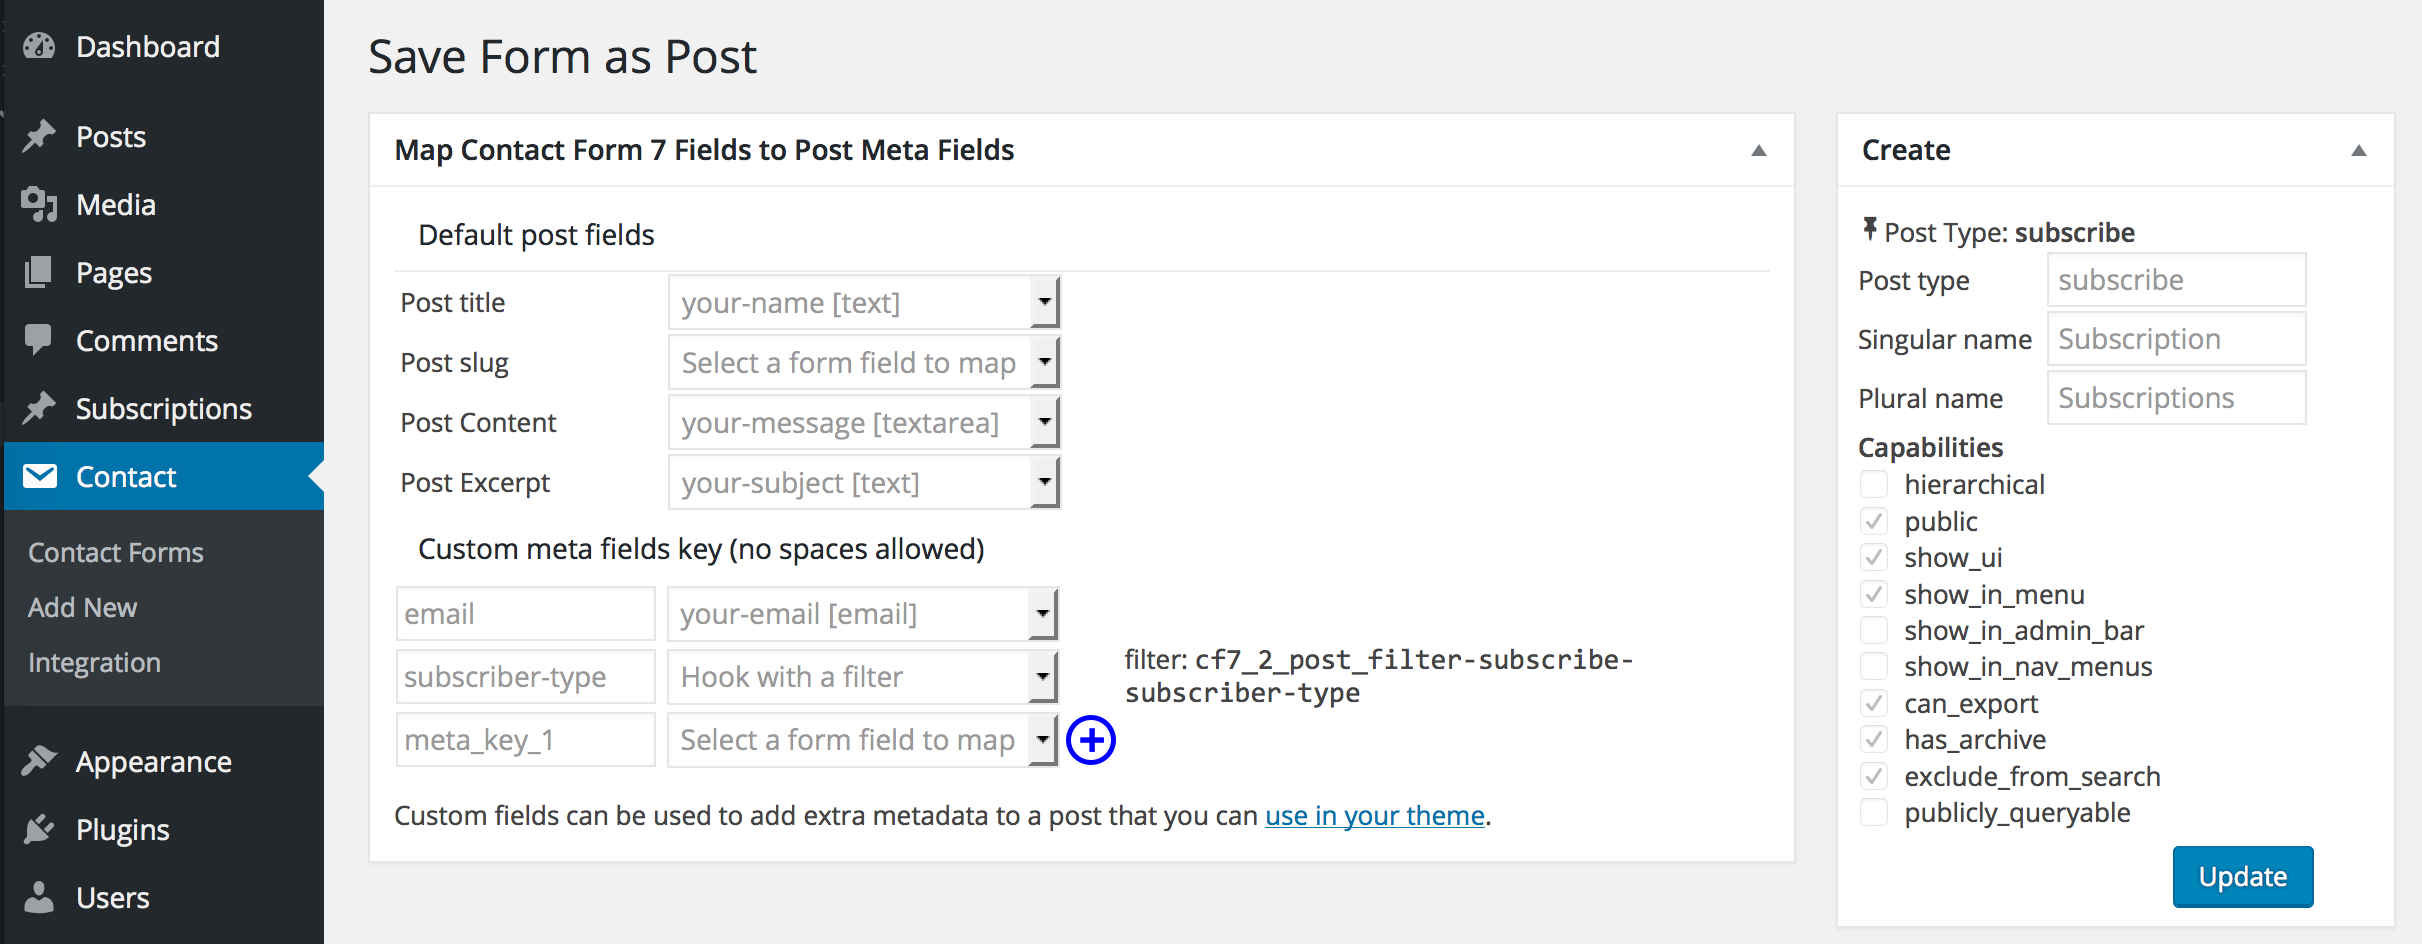 Dashboard
Posts
Media
Pages
Comments
Subscriptions
Contact
Contact Forms
Add New
Integration
Appearance
Plugins
Users
Save Form as Post
Map Contact Form 7 Fields to Post Meta Fields
Default post fields
Post title your-name [text]
Post slug Select a form field to map
Post Content your-message [textarea]
Post Excerpt your-subject [text]
Custom meta fields key (no spaces allowed)
email your-email [email]
subscriber-type Hook with a filter
filter: cf7_2_post_filter-subscribe-
subscriber-type
meta_key_1 Select a form field to map
Custom fields can be used to add extra metadata to a post that you can use in your theme.
Create
Post Type: subscribe
Post type subscribe
Singular name Subscription
Plural name Subscriptions
Capabilities
hierarchical
public
show_ui
show_in_menu
show_in_admin_bar
show_in_nav_menus
can_export
has_archive
exclude_from_search
publicly_queryable
Update